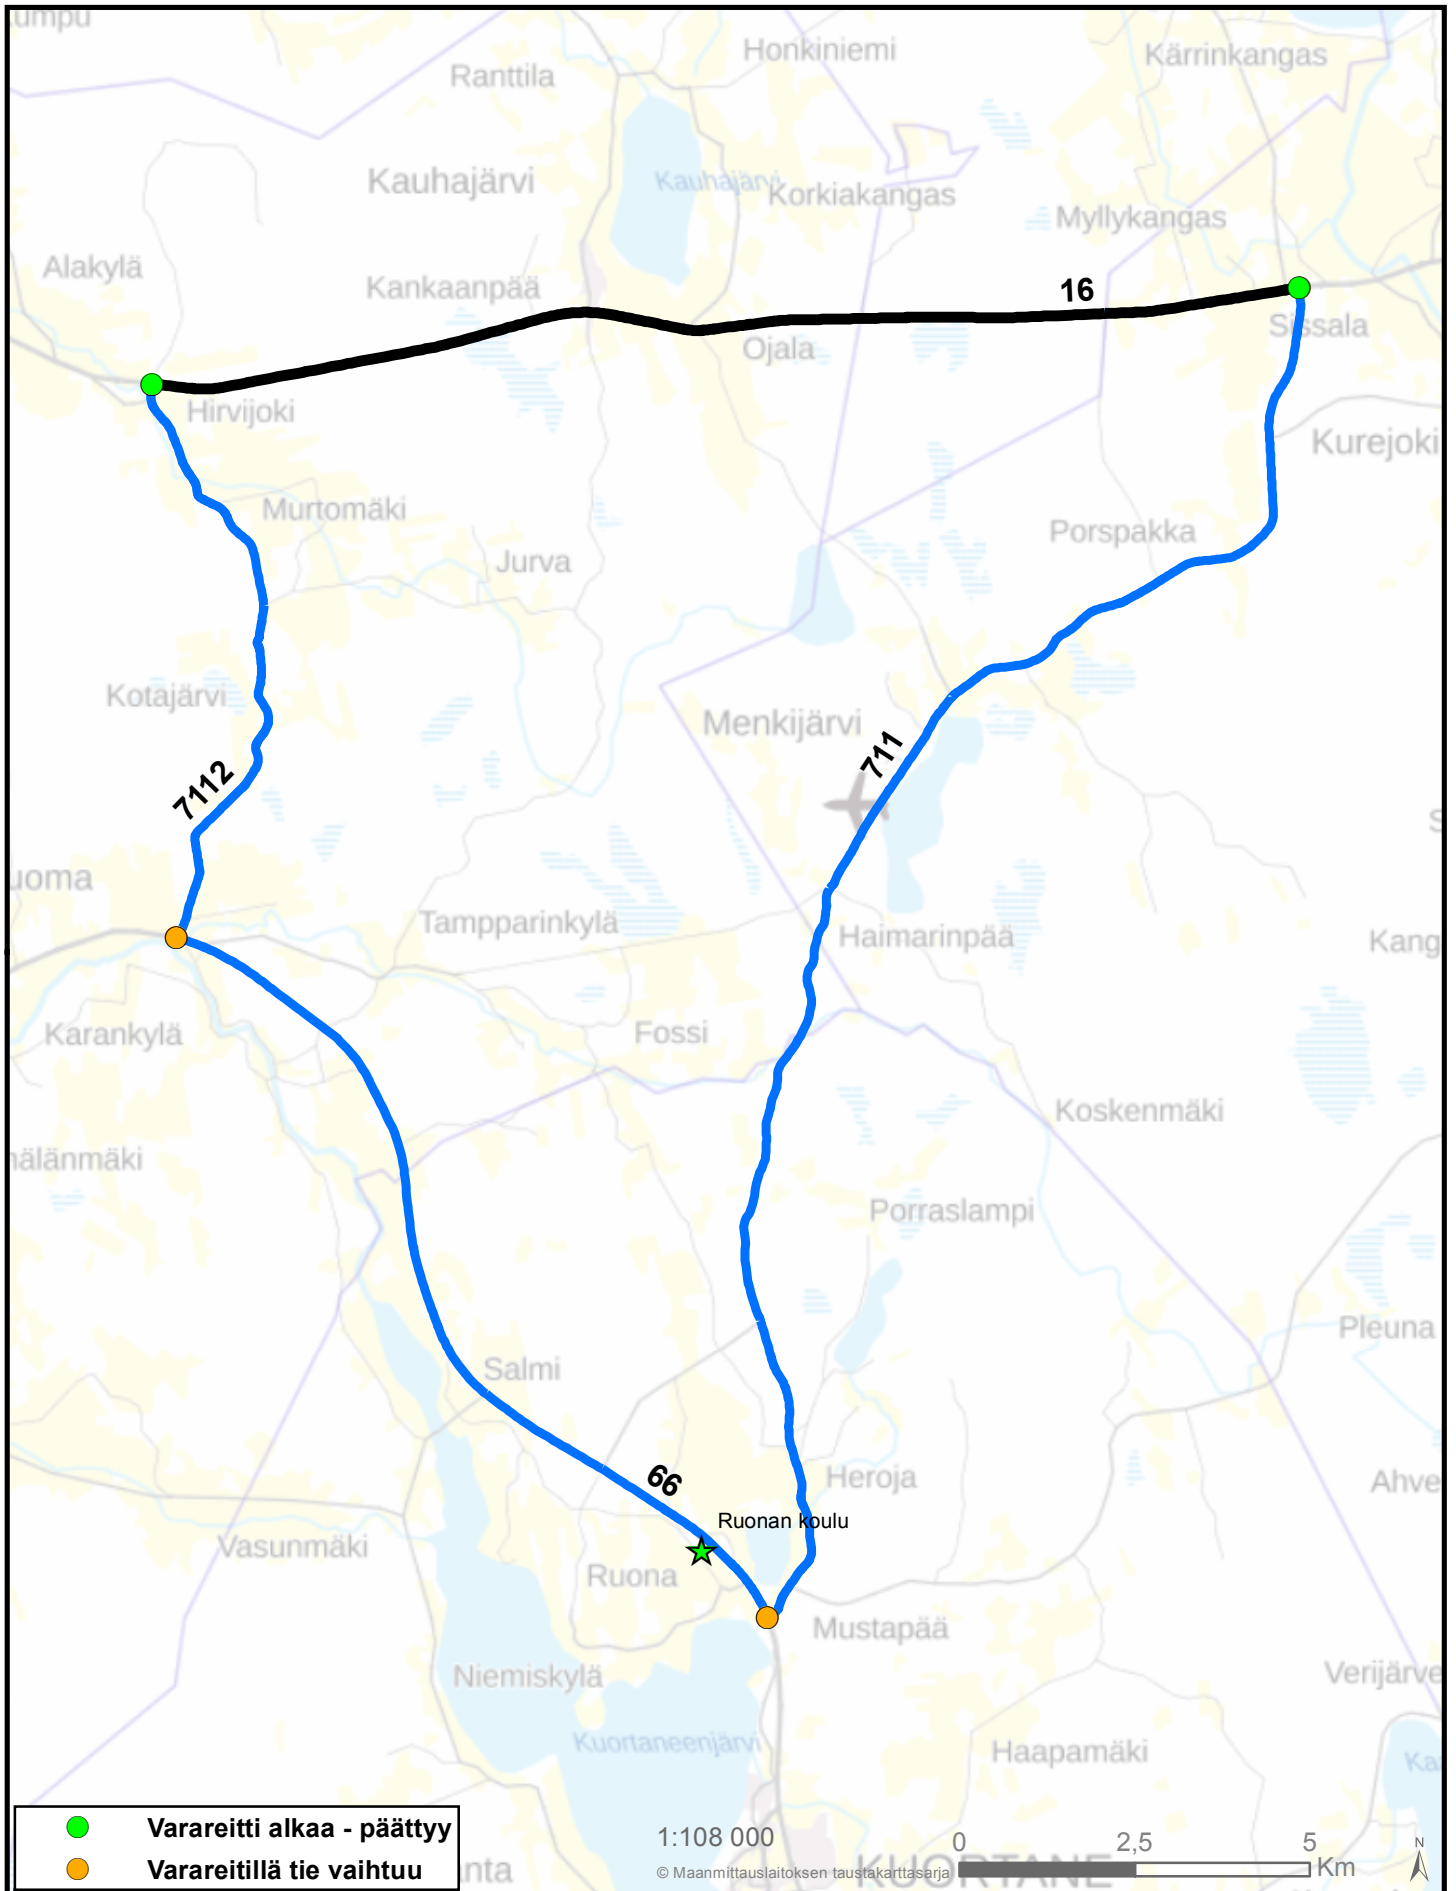 umpu
Honkiniemi
Kärrinkangas
Ranttila
Kauhajärvi
Kauhajärvi
Korkiakangas
Myllykangas
Alakylä
Kankaanpää
16
Sissala
Ojala
Hirvijoki
Kurejoki
Murtomäki
Porspakka
Jurva
Kotajärvi
Menkijärvi
711
7112
S
uoma
Tampparinkylä
Haimarinpää
Kang
Karankylä
Fossi
Koskenmäki
nälänmäki
Porraslampi
Pleuna
Salmi
66
Heroja
Ahve
Ruonan koulu
Vasunmäki
Ruona
Mustapää
Niemiskylä
Verijärve
Kuortaneenjärvi
Haapamäki
Kaa
Varareitti alkaa - päättyy
Varareitillä tie vaihtuu
anta
1:108 000
© Maanmittauslaitoksen taustakarttasarja
KUORTANE
0 2,5 5
Km
N